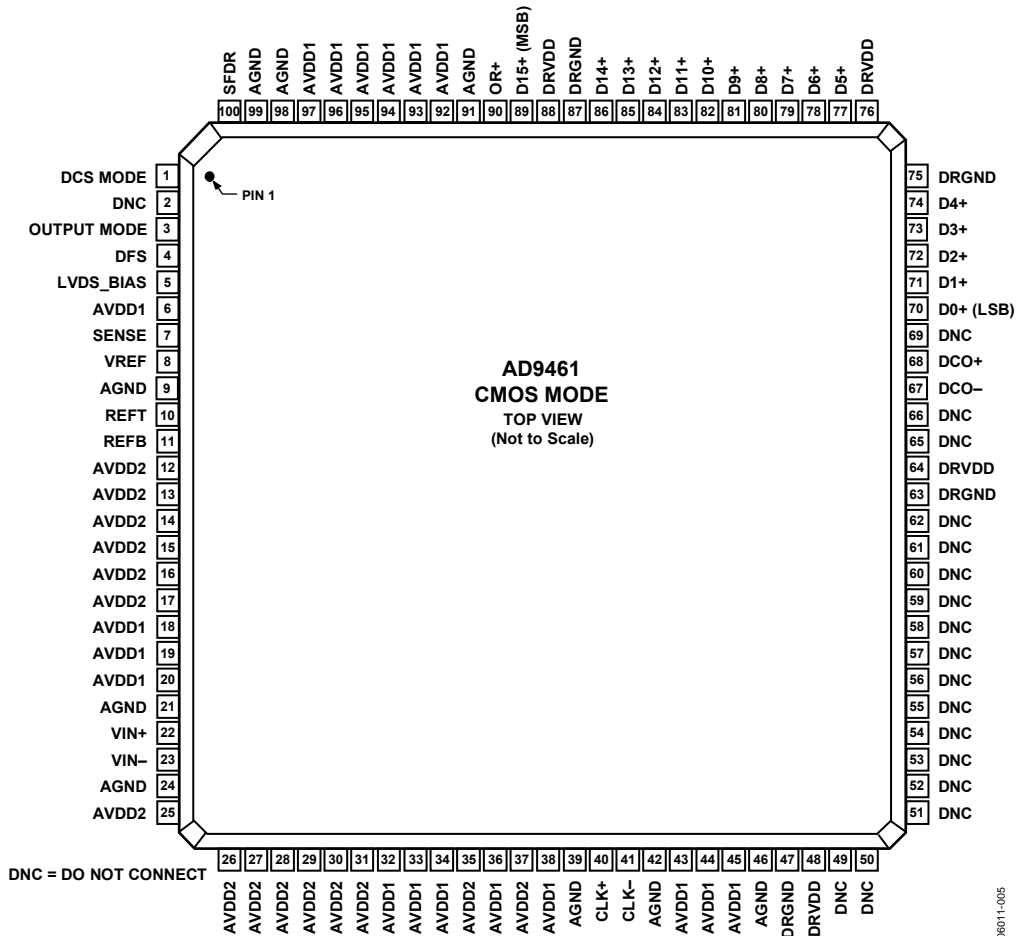 SFDR
AGND
AGND
AVDD1
AVDD1
AVDD1
AVDD1
AVDD1
AVDD1
AGND
OR+
D15+ (MSB)
DRVDD
DRGND
D14+
D13+
D12+
D11+
D10+
D9+
D8+
D7+
D6+
D5+
DRVDD
100 99 98 97 96 95 94 93 92 91 90 89 88 87 86 85 84 83 82 81 80 79 78 77 76
DCS MODE 1
DNC 2
OUTPUT MODE 3
DFS 4
LVDS_BIAS 5
AVDD1 6
SENSE 7
VREF 8
AGND 9
REFT 10
REFB 11
AVDD2 12
AVDD2 13
AVDD2 14
AVDD2 15
AVDD2 16
AVDD2 17
AVDD1 18
AVDD1 19
AVDD1 20
AGND 21
VIN+ 22
VIN– 23
AGND 24
AVDD2 25
PIN 1
AD9461
CMOS MODE
TOP VIEW
(Not to Scale)
75 DRGND
74 D4+
73 D3+
72 D2+
71 D1+
70 D0+ (LSB)
69 DNC
68 DCO+
67 DCO–
66 DNC
65 DNC
64 DRVDD
63 DRGND
62 DNC
61 DNC
60 DNC
59 DNC
58 DNC
57 DNC
56 DNC
55 DNC
54 DNC
53 DNC
52 DNC
51 DNC
26 27 28 29 30 31 32 33 34 35 36 37 38 39 40 41 42 43 44 45 46 47 48 49 50
DNC = DO NOT CONNECT
AVDD2
AVDD2
AVDD2
AVDD2
AVDD2
AVDD2
AVDD1
AVDD1
AVDD1
AVDD2
AVDD1
AVDD2
AVDD1
AGND
CLK+
CLK–
AGND
AVDD1
AVDD1
AVDD1
AGND
DRGND
DRVDD
DNC
DNC
06011-005